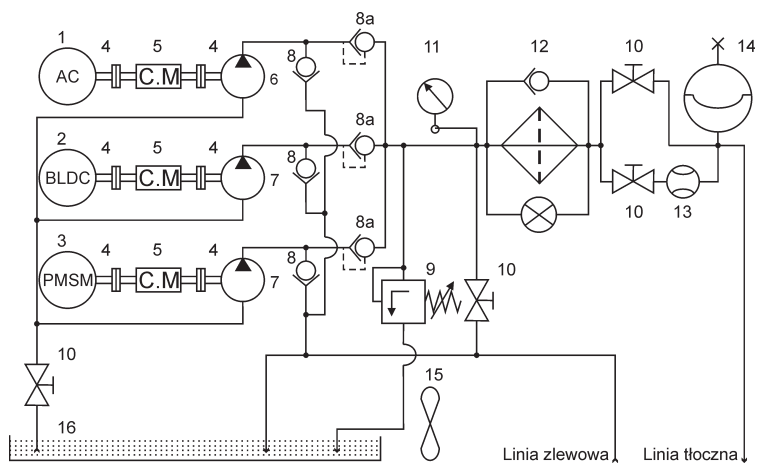 1 4 5 4 8a
AC C.M 6 8
2 4 5 4 8a
BLDC C.M 7 8
3 4 5 4 8a
PMSM C.M 7 8
11 12 10 14
10 13
9 10
10
15
16
Linia zlewowa Linia tłoczna